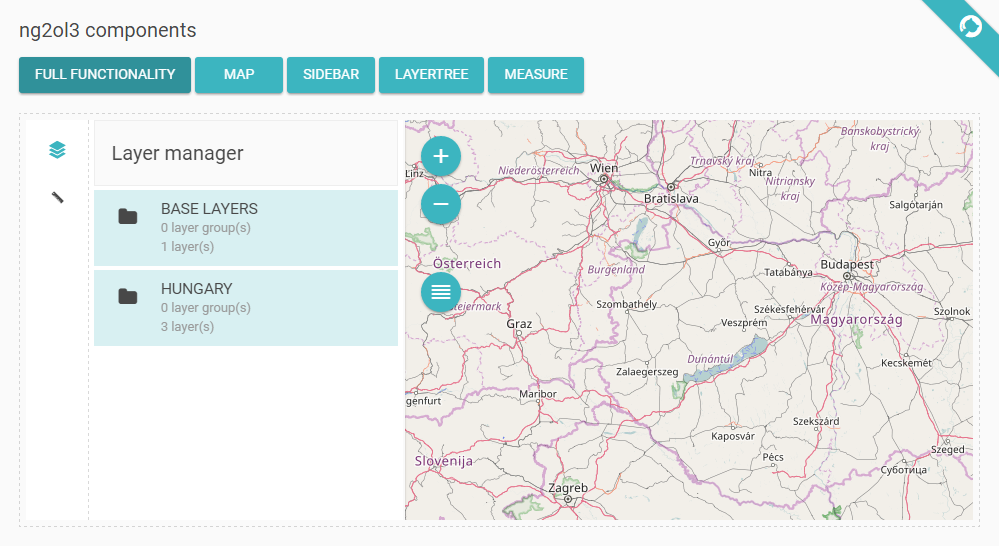 ng2ol3 components
FULL FUNCTIONALITY
MAP
SIDEBAR
LAYERTREE
MEASURE
Layer manager
BASE LAYERS
0 layer group(s)
1 layer(s)
HUNGARY
0 layer group(s)
3 layer(s)
Banskobystrický
kraj
Linz
Niederösterreich
Wien
Trnavský kraj
Nitra
Nitriansky
kraj
Bratislava
Salgótarján
Győr
Österreich
Burgenland
Tatabánya
Budapest
Közép-Magyarország
Szombathely
Székesfehérvár
Szolnok
teiermark
Graz
Veszprém
Magyarország
Dunántúl
Zalaegerszeg
Kecskemét
genfurt
Maribor
Szekszárd
Kaposvár
Szeged
Slovenija
Pécs
Суботица
Zagreb